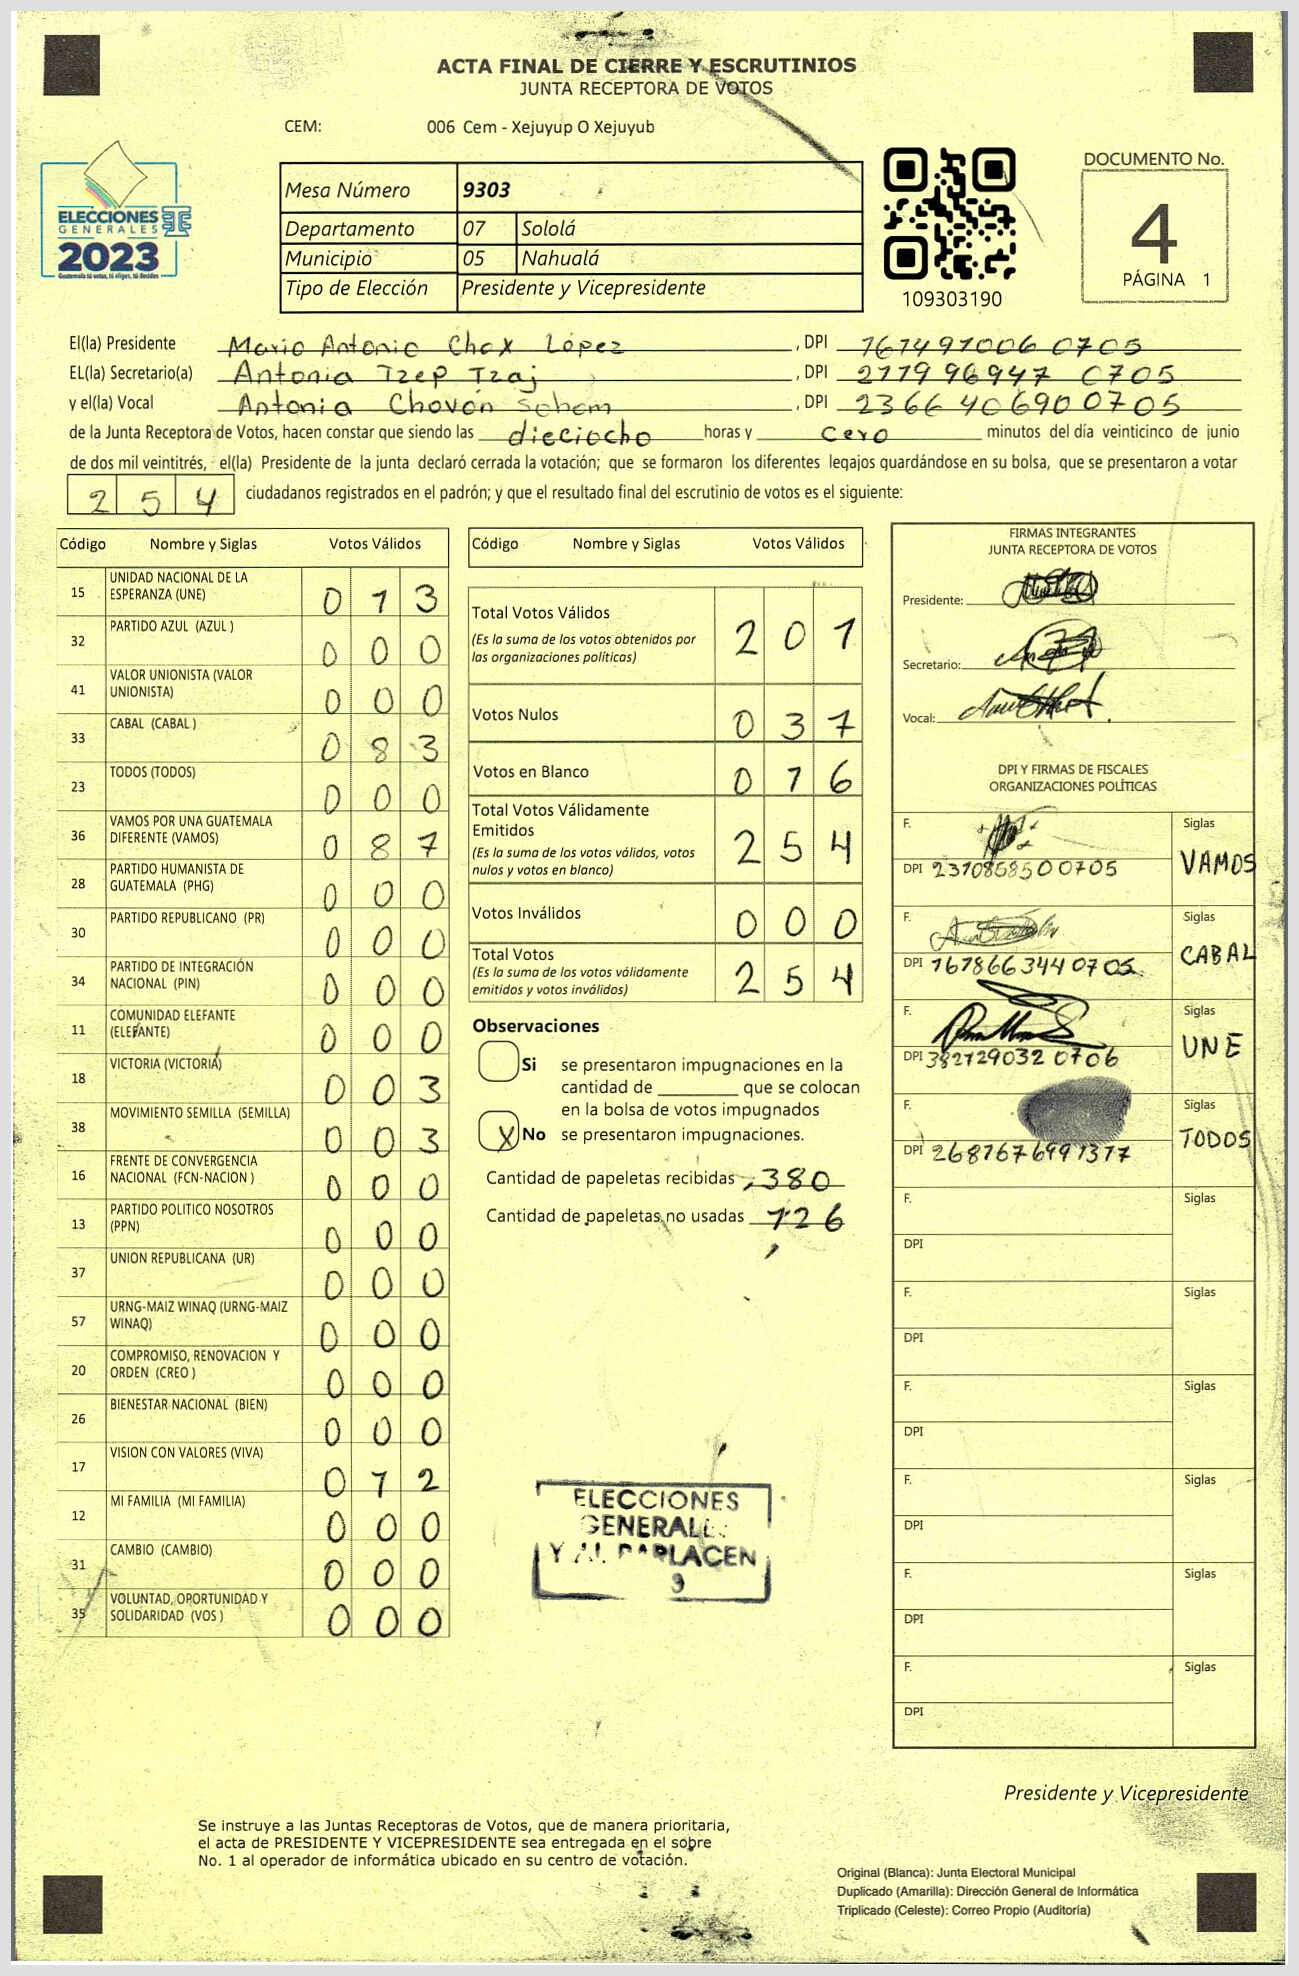 ACTA FINAL DE CIERRE Y ESCRUTINIOS
JUNTA RECEPTORA DE VOTOS
CEM: 006 Cem - Xejuyup O Xejuyub
ELECCIONES
GENERALES
2023
Guatemala tú votas, tú eliges, tú decides
Mesa Número 9303
Departamento 07 Sololá
Municipio 05 Nahualá
Tipo de Elección Presidente y Vicepresidente
109303190
DOCUMENTO No.
4
PÁGINA 1
El(la) Presidente Mario Antonio Chox López, DPI 1614910060705
EL(la) Secretario(a) Antonia Tzep Tzaj, DPI 2779969470705
y el(la) Vocal Antonia Chovón, DPI 2366406900705
de la Junta Receptora de Votos, hacen constar que siendo las dieciocho horas y cero minutos del día veinticinco de junio
de dos mil veintitrés, el(la) Presidente de la junta declaró cerrada la votación; que se formaron los diferentes legajos guardándose en su bolsa, que se presentaron a votar
254 ciudadanos registrados en el padrón; y que el resultado final del escrutinio de votos es el siguiente:
Código Nombre y Siglas Votos Válidos
15 UNIDAD NACIONAL DE LA ESPERANZA (UNE) 0 1 3
32 PARTIDO AZUL (AZUL ) 0 0 0
41 VALOR UNIONISTA (VALOR UNIONISTA) 0 0 0
33 CABAL (CABAL ) 0 8 3
23 TODOS (TODOS) 0 0 0
36 VAMOS POR UNA GUATEMALA DIFERENTE (VAMOS) 0 8 7
28 PARTIDO HUMANISTA DE GUATEMALA (PHG) 0 0 0
30 PARTIDO REPUBLICANO (PR) 0 0 0
34 PARTIDO DE INTEGRACIÓN NACIONAL (PIN) 0 0 0
11 COMUNIDAD ELEFANTE (ELEFANTE) 0 0 0
18 VICTORIA (VICTORIA) 0 0 3
38 MOVIMIENTO SEMILLA (SEMILLA) 0 0 3
16 FRENTE DE CONVERGENCIA NACIONAL (FCN-NACION ) 0 0 0
13 PARTIDO POLITICO NOSOTROS (PPN) 0 0 0
37 UNION REPUBLICANA (UR) 0 0 0
57 URNG-MAIZ WINAQ (URNG-MAIZ WINAQ) 0 0 0
20 COMPROMISO, RENOVACION Y ORDEN (CREO ) 0 0 0
26 BIENESTAR NACIONAL (BIEN) 0 0 0
17 VISION CON VALORES (VIVA) 0 1 2
12 MI FAMILIA (MI FAMILIA) 0 0 0
31 CAMBIO (CAMBIO) 0 0 0
35 VOLUNTAD, OPORTUNIDAD Y SOLIDARIDAD (VOS ) 0 0 0
Código Nombre y Siglas Votos Válidos
Total Votos Válidos 2 0 1
(Es la suma de los votos obtenidos por
las organizaciones políticas)
Votos Nulos 0 3 7
Votos en Blanco 0 1 6
Total Votos Válidamente
Emitidos 2 5 4
(Es la suma de los votos válidos, votos
nulos y votos en blanco)
Votos Inválidos 0 0 0
Total Votos 2 5 4
(Es la suma de los votos válidamente
emitidos y votos inválidos)
Observaciones
Si se presentaron impugnaciones en la
cantidad de ________ que se colocan
en la bolsa de votos impugnados
X No se presentaron impugnaciones.
Cantidad de papeletas recibidas 380
Cantidad de papeletas no usadas 126
ELECCIONES
GENERALES
Y AL PARLACEN
FIRMAS INTEGRANTES
JUNTA RECEPTORA DE VOTOS
Presidente:
Secretario:
Vocal:
DPI Y FIRMAS DE FISCALES
ORGANIZACIONES POLÍTICAS
F. Siglas
DPI 2310858500705 VAMOS
F. Siglas
DPI 1678663440705 CABAL
F. Siglas
DPI 3827290320706 UNE
F. Siglas
DPI 2687676991317 TODOS
F. Siglas
DPI
F. Siglas
DPI
F. Siglas
DPI
F. Siglas
DPI
F. Siglas
DPI
F. Siglas
DPI
Presidente y Vicepresidente
Se instruye a las Juntas Receptoras de Votos, que de manera prioritaria,
el acta de PRESIDENTE Y VICEPRESIDENTE sea entregada en el sobre
No. 1 al operador de informática ubicado en su centro de votación.
Original (Blanca): Junta Electoral Municipal
Duplicado (Amarilla): Dirección General de Informática
Triplicado (Celeste): Correo Propio (Auditoría)